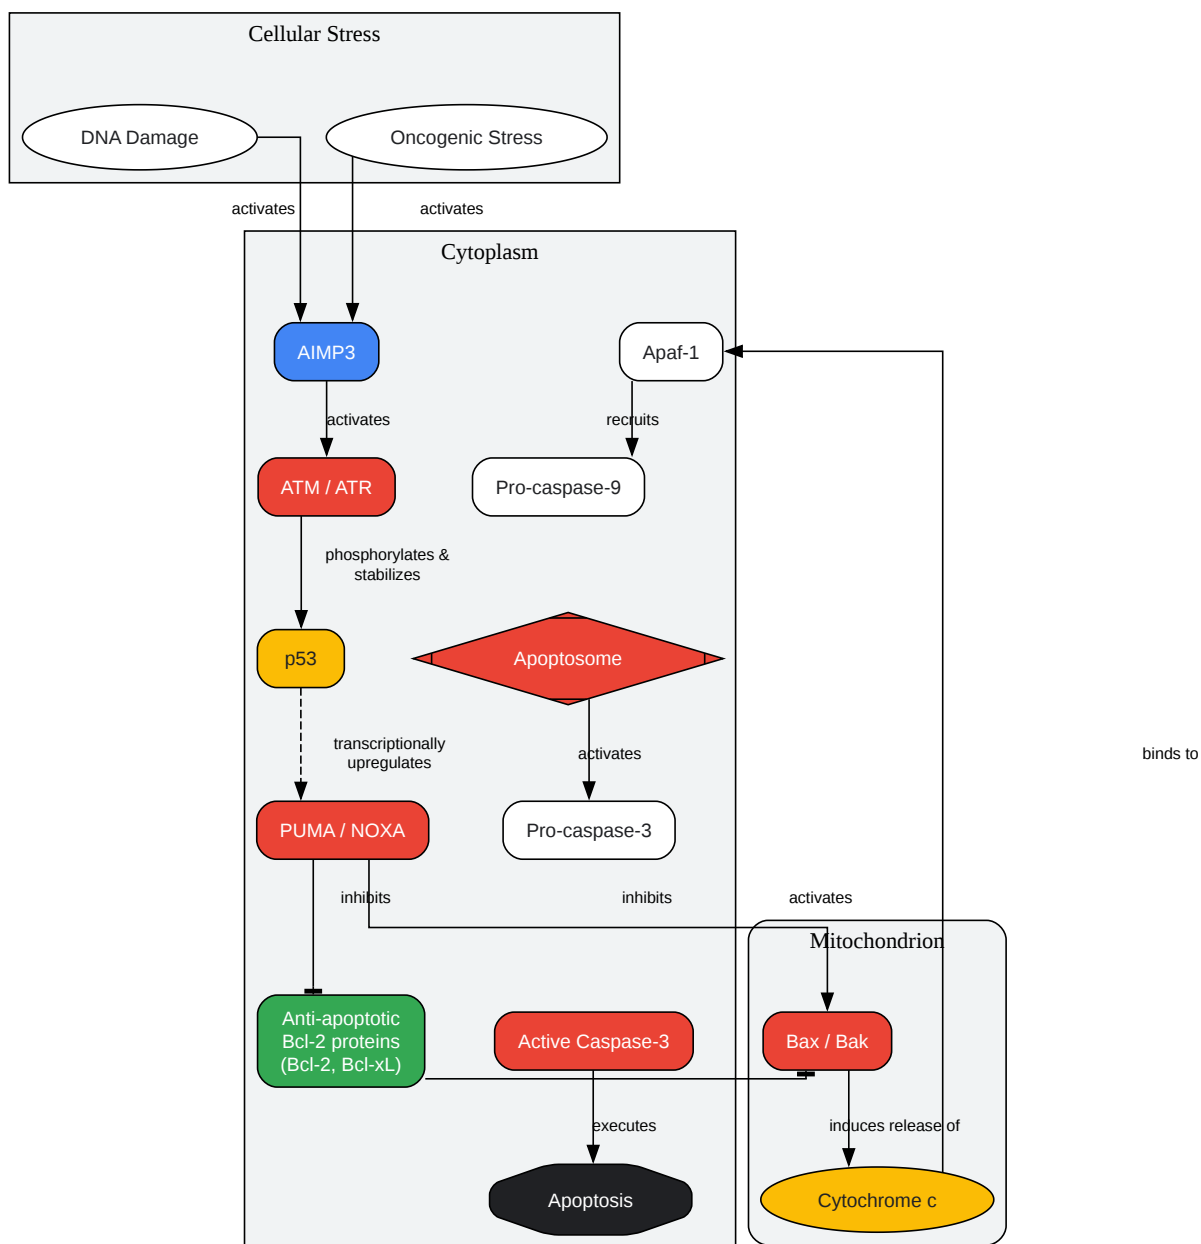 Cellular Stress
DNA Damage
Oncogenic Stress
activates
activates
Cytoplasm
AIMP3
Apaf-1
activates
recruits
ATM / ATR
Pro-caspase-9
phosphorylates &
stabilizes
p53
Apoptosome
transcriptionally
upregulates
activates
binds to
PUMA / NOXA
Pro-caspase-3
inhibits
inhibits
activates
Mitochondrion
Anti-apoptotic
Bcl-2 proteins
(Bcl-2, Bcl-xL)
Active Caspase-3
Bax / Bak
executes
induces release of
Apoptosis
Cytochrome c